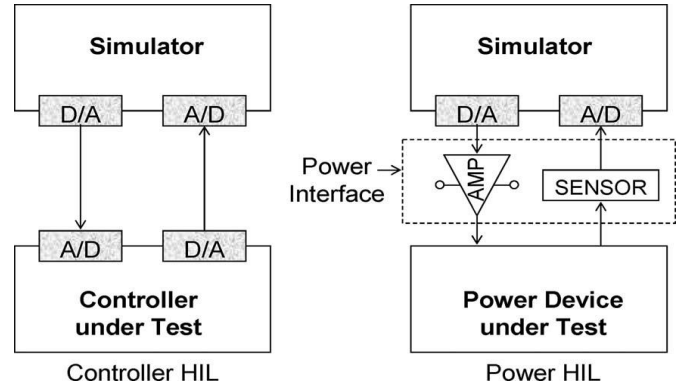 Simulator
D/A
A/D
A/D
D/A
Controller
under Test
Controller HIL
Simulator
D/A
A/D
Power
Interface
AMP
SENSOR
Power Device
under Test
Power HIL